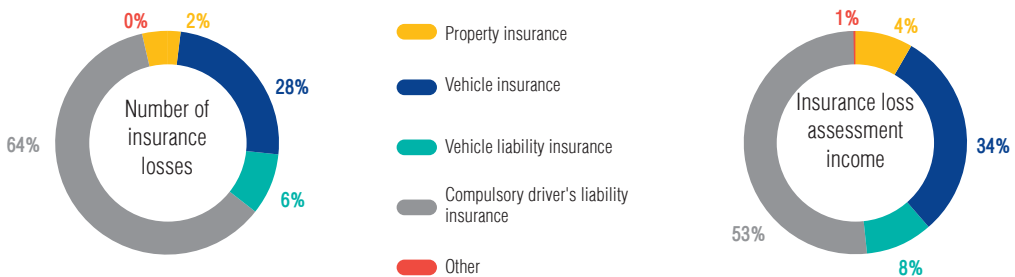 0%
2%
28%
64%
6%
Number of
insurance
losses
Property insurance
Vehicle insurance
Vehicle liability insurance
Compulsory driver's liability
insurance
Other
1%
4%
34%
53%
8%
Insurance loss
assessment
income